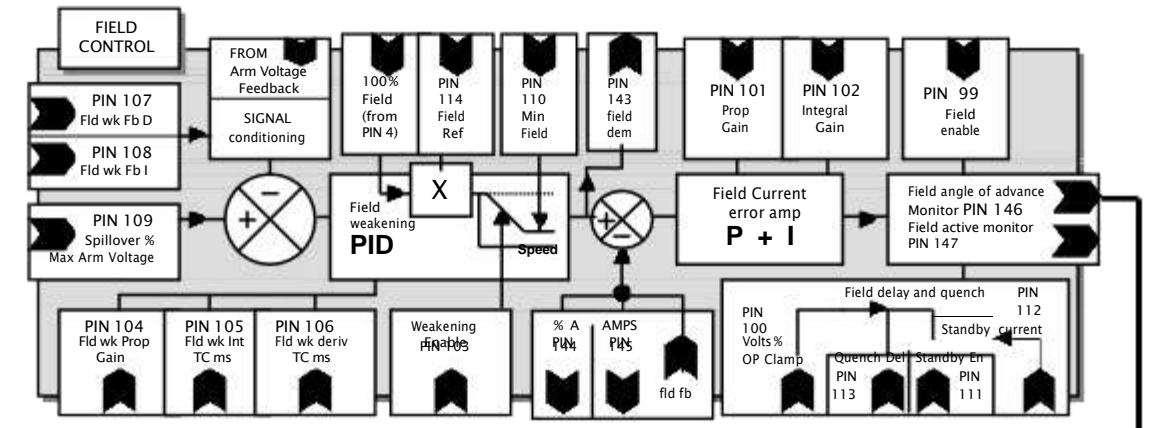 FIELD
CONTROL
PIN 107
Fld wk Fb D
PIN 108
Fld wk Fb I
PIN 109
Spillover %
Max Arm Voltage
FROM
Arm Voltage
Feedback
SIGNAL
conditioning
100%
Field
(from
PIN 4)
PIN
114
Field
Ref
PIN
110
Min
Field
PIN
143
field
dem
PIN 101
Prop
Gain
PIN 102
Integral
Gain
PIN 99
Field
enable
−
+
X
Field
weakening
PID
Speed
+
−
Field Current
error amp
P + I
Field angle of advance
Monitor PIN 146
Field active monitor
PIN 147
PIN 104
Fld wk Prop
Gain
PIN 105
Fld wk Int
TC ms
PIN 106
Fld wk deriv
TC ms
Weakening
Enable
PIN 103
% A
PIN
144
AMPS
PIN
145
fld fb
Field delay and quench
PIN
112
Standby current
PIN
100
Volts %
OP Clamp
Quench Del
PIN
113
Standby En
PIN
111